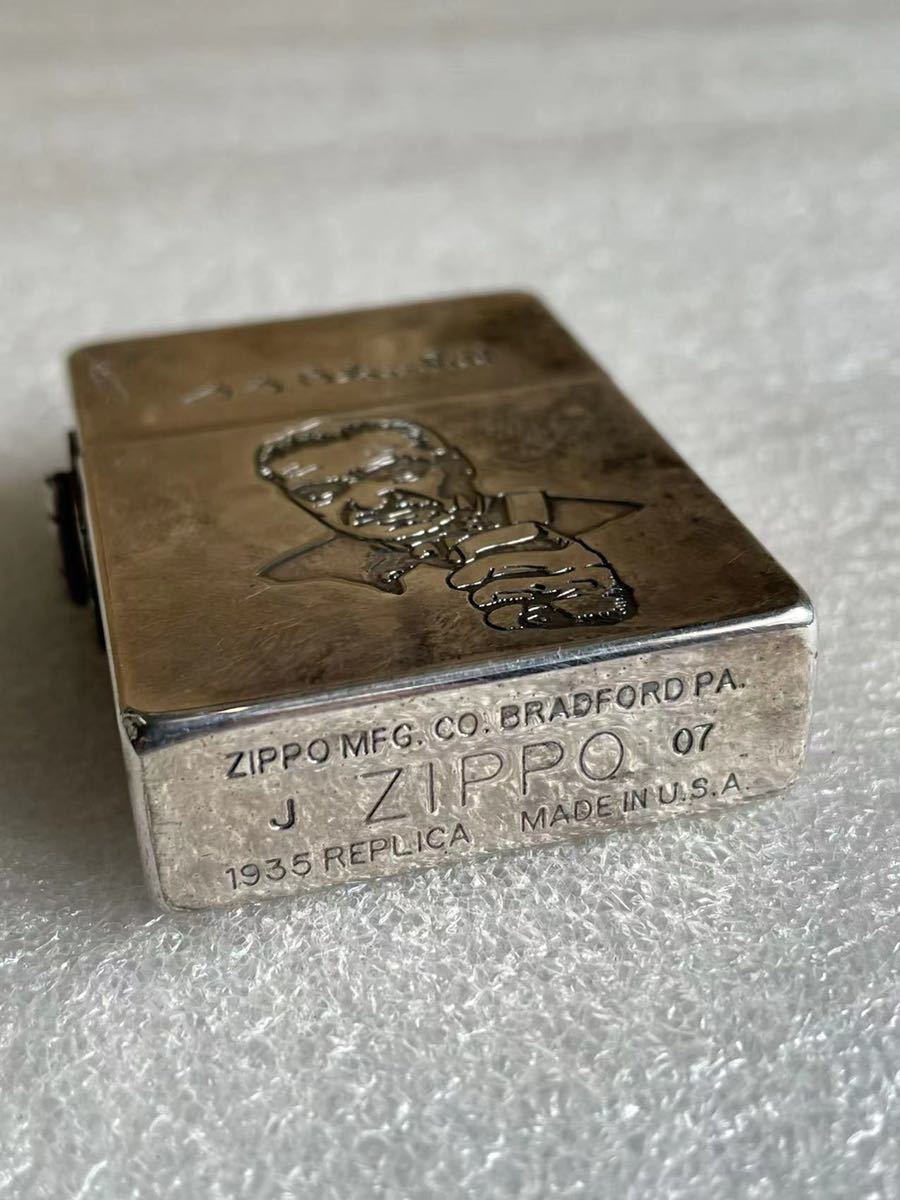 ZIPPO MFG. CO. BRADFORD PA.
J ZIPPO 07
1935 REPLICA MADE IN U.S.A.